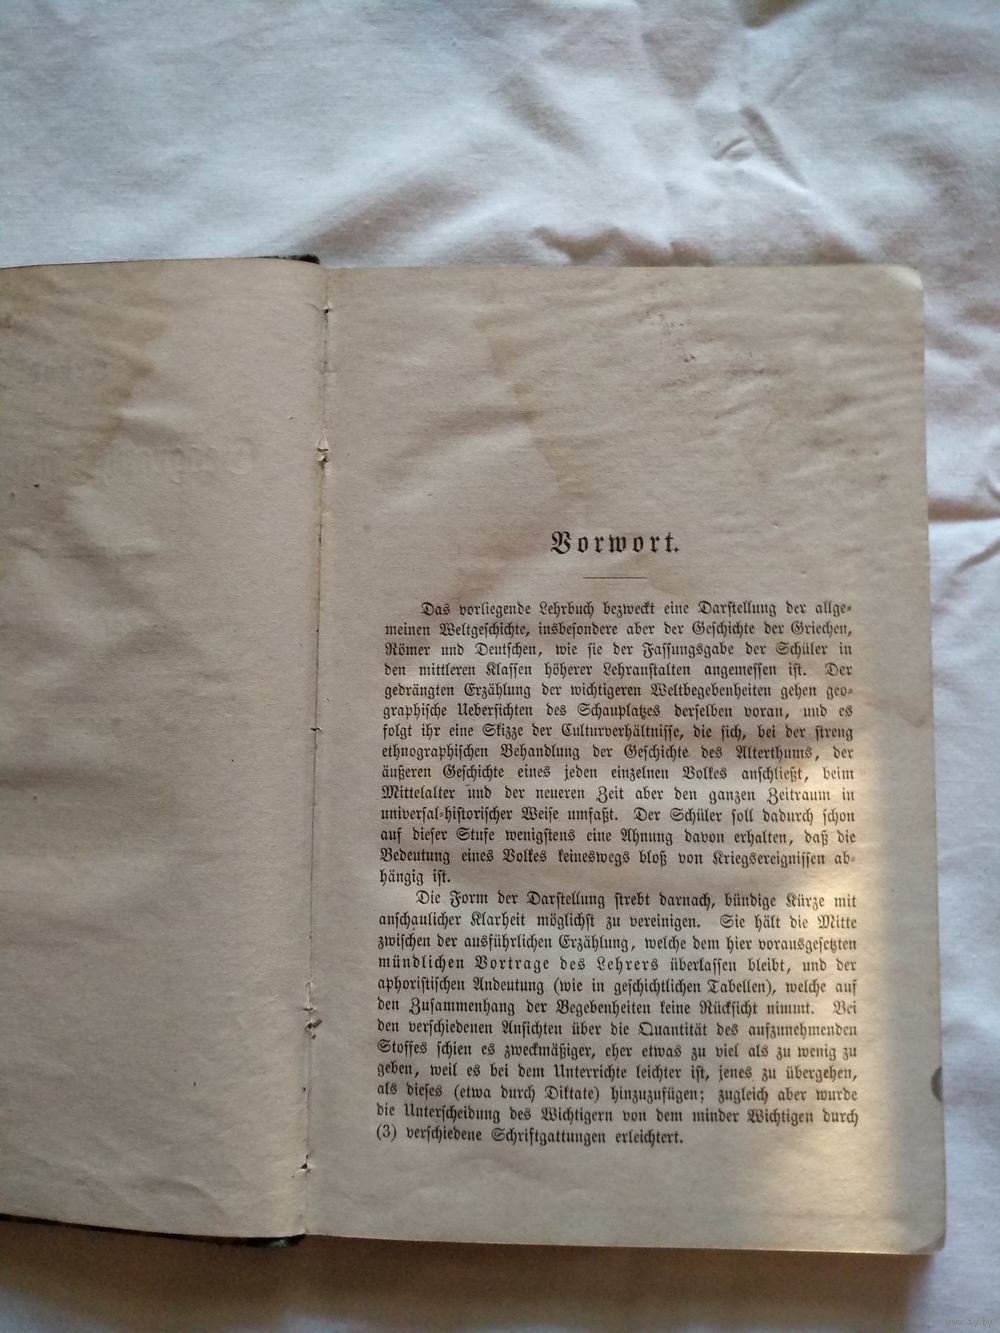 Vorwort.
Das vorliegende Lehrbuch bezweckt eine Darstellung der allge-
meinen Weltgeschichte, insbesondere aber der Geschichte der Griechen,
Römer und Deutschen, wie sie der Fassungsgabe der Schüler in
den mittleren Klassen höherer Lehranstalten angemessen ist. Der
gedrängten Erzählung der wichtigeren Weltbegebenheiten gehen geo-
graphische Uebersichten des Schauplatzes derselben voran, und es
folgt ihr eine Skizze der Culturverhältnisse, die sich, bei der streng
ethnographischen Behandlung der Geschichte des Alterthums, der
äußeren Geschichte eines jeden einzelnen Volkes anschließt, beim
Mittelalter und der neueren Zeit aber den ganzen Zeitraum in
universal-historischer Weise umfaßt. Der Schüler soll dadurch schon
auf dieser Stufe wenigstens eine Ahnung davon erhalten, daß die
Bedeutung eines Volkes keineswegs bloß von Kriegsereignissen ab-
hängig ist.
Die Form der Darstellung strebt darnach, bündige Kürze mit
anschaulicher Klarheit möglichst zu vereinigen. Sie hält die Mitte
zwischen der ausführlichen Erzählung, welche dem hier vorausgesetzten
mündlichen Vortrage des Lehrers überlassen bleibt, und der
aphoristischen Andeutung (wie in geschichtlichen Tabellen), welche auf
den Zusammenhang der Begebenheiten keine Rücksicht nimmt. Bei
den verschiedenen Ansichten über die Quantität des aufzunehmenden
Stoffes schien es zweckmäßiger, eher etwas zu viel als zu wenig zu
geben, weil es bei dem Unterrichte leichter ist, jenes zu übergehen,
als dieses (etwa durch Diktate) hinzuzufügen; zugleich aber wurde
die Unterscheidung des Wichtigern von dem minder Wichtigen durch
(3) verschiedene Schriftgattungen erleichtert.
www.ay.by